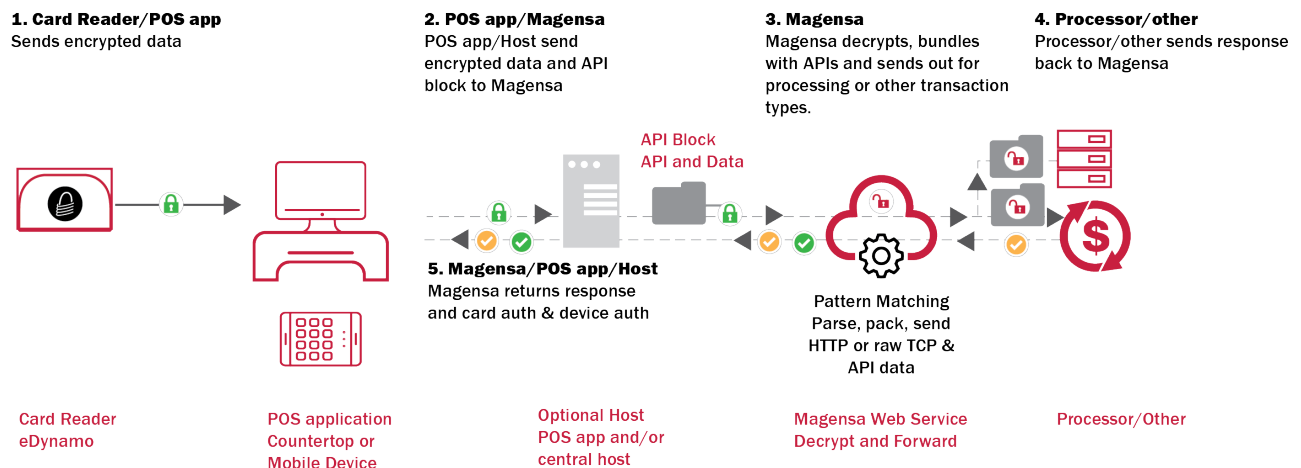 1. Card Reader/POS app
Sends encrypted data
2. POS app/Magensa
POS app/Host send
encrypted data and API
block to Magensa
3. Magensa
Magensa decrypts, bundles
with APIs and sends out for
processing or other transaction
types.
4. Processor/other
Processor/other sends response
back to Magensa
API Block
API and Data
$
5. Magensa/POS app/Host
Magensa returns response
and card auth & device auth
Pattern Matching
Parse, pack, send
HTTP or raw TCP &
API data
Card Reader
eDynamo
POS application
Countertop or
Mobile Device
Optional Host
POS app and/or
central host
Magensa Web Service
Decrypt and Forward
Processor/Other